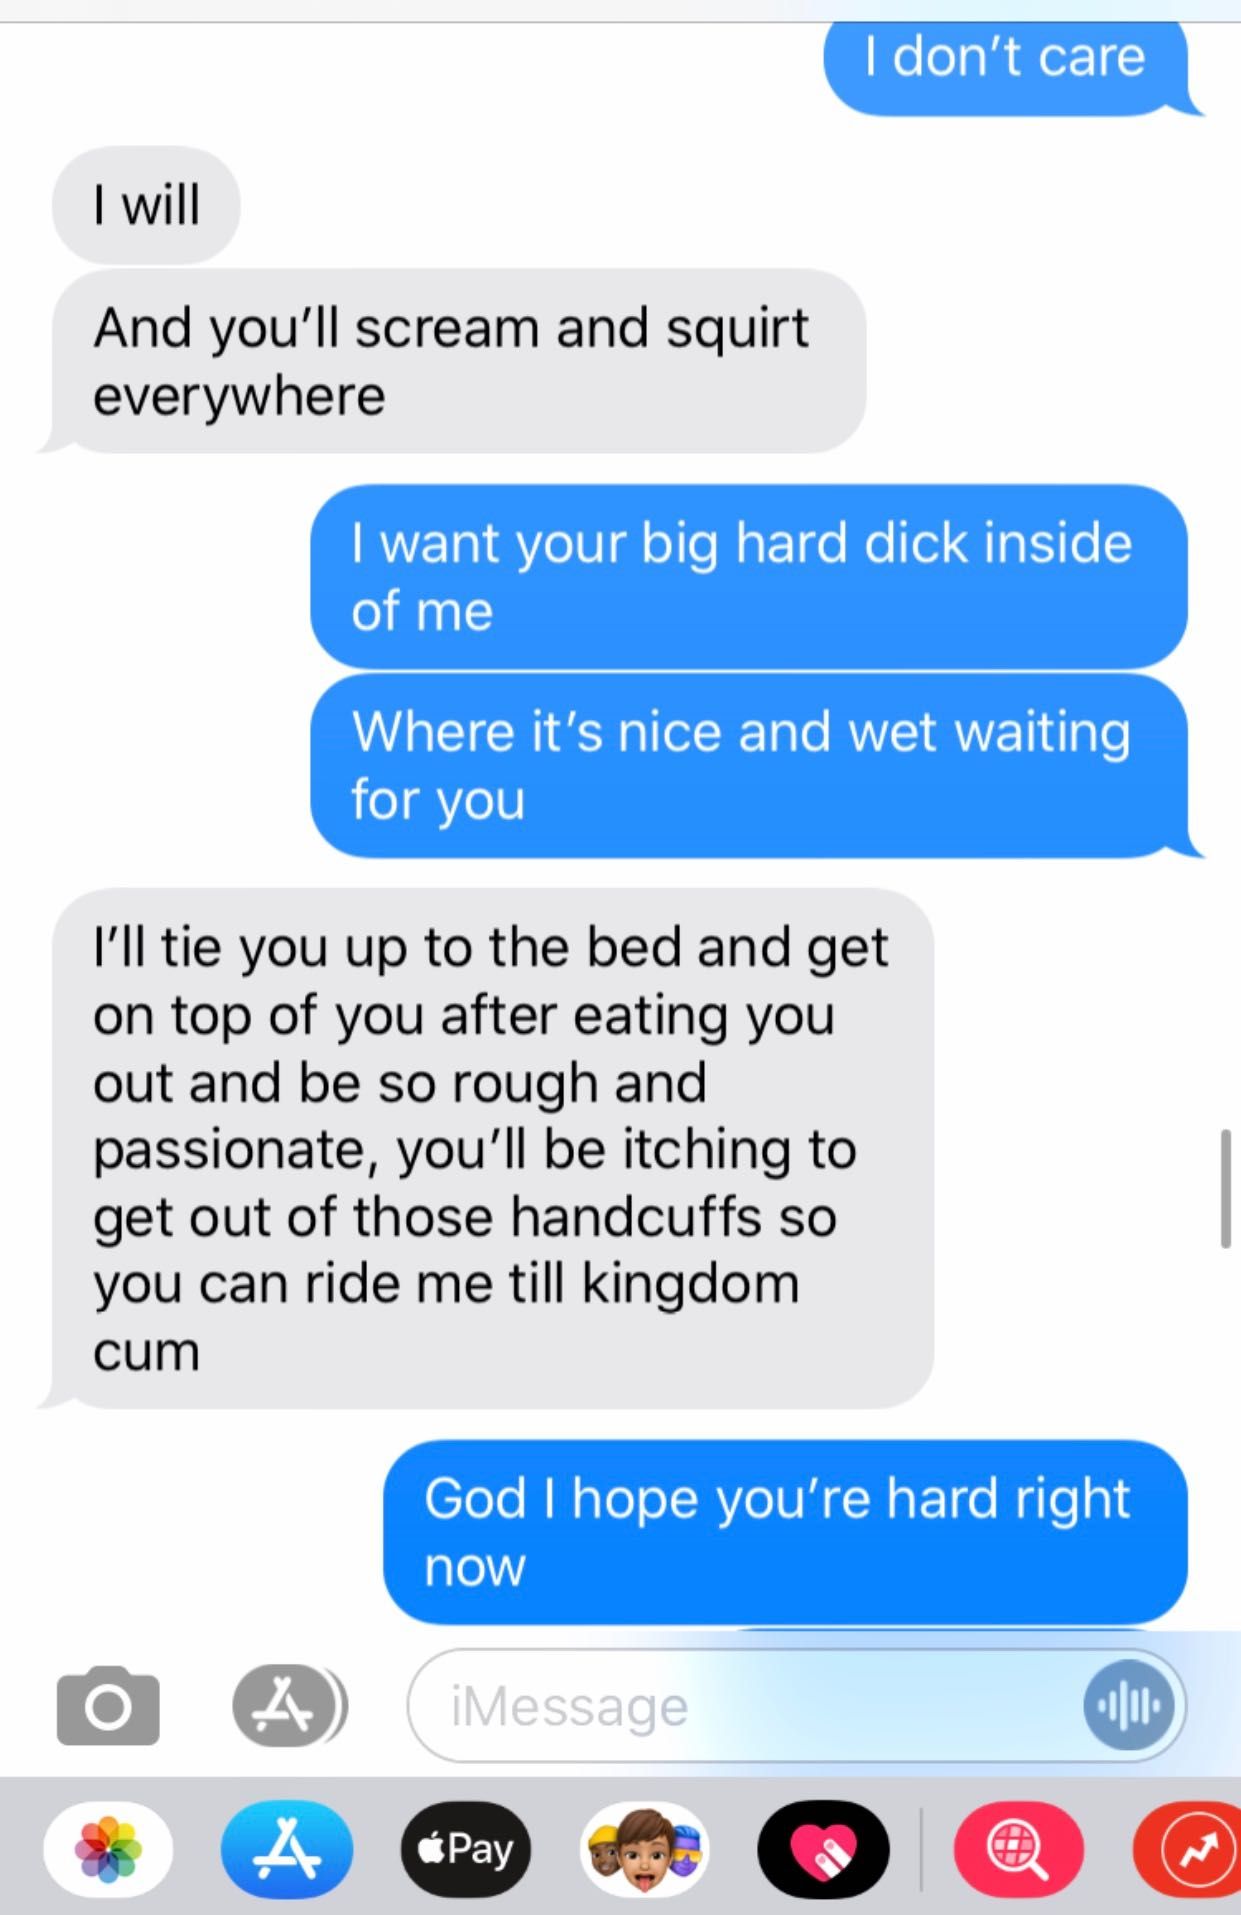 I don't care
I will
And you'll scream and squirt
everywhere
I want your big hard dick inside
of me
Where it's nice and wet waiting
for you
I'll tie you up to the bed and get
on top of you after eating you
out and be so rough and
passionate, you'll be itching to
get out of those handcuffs so
you can ride me till kingdom
cum
God I hope you're hard right
now
iMessage
Pay